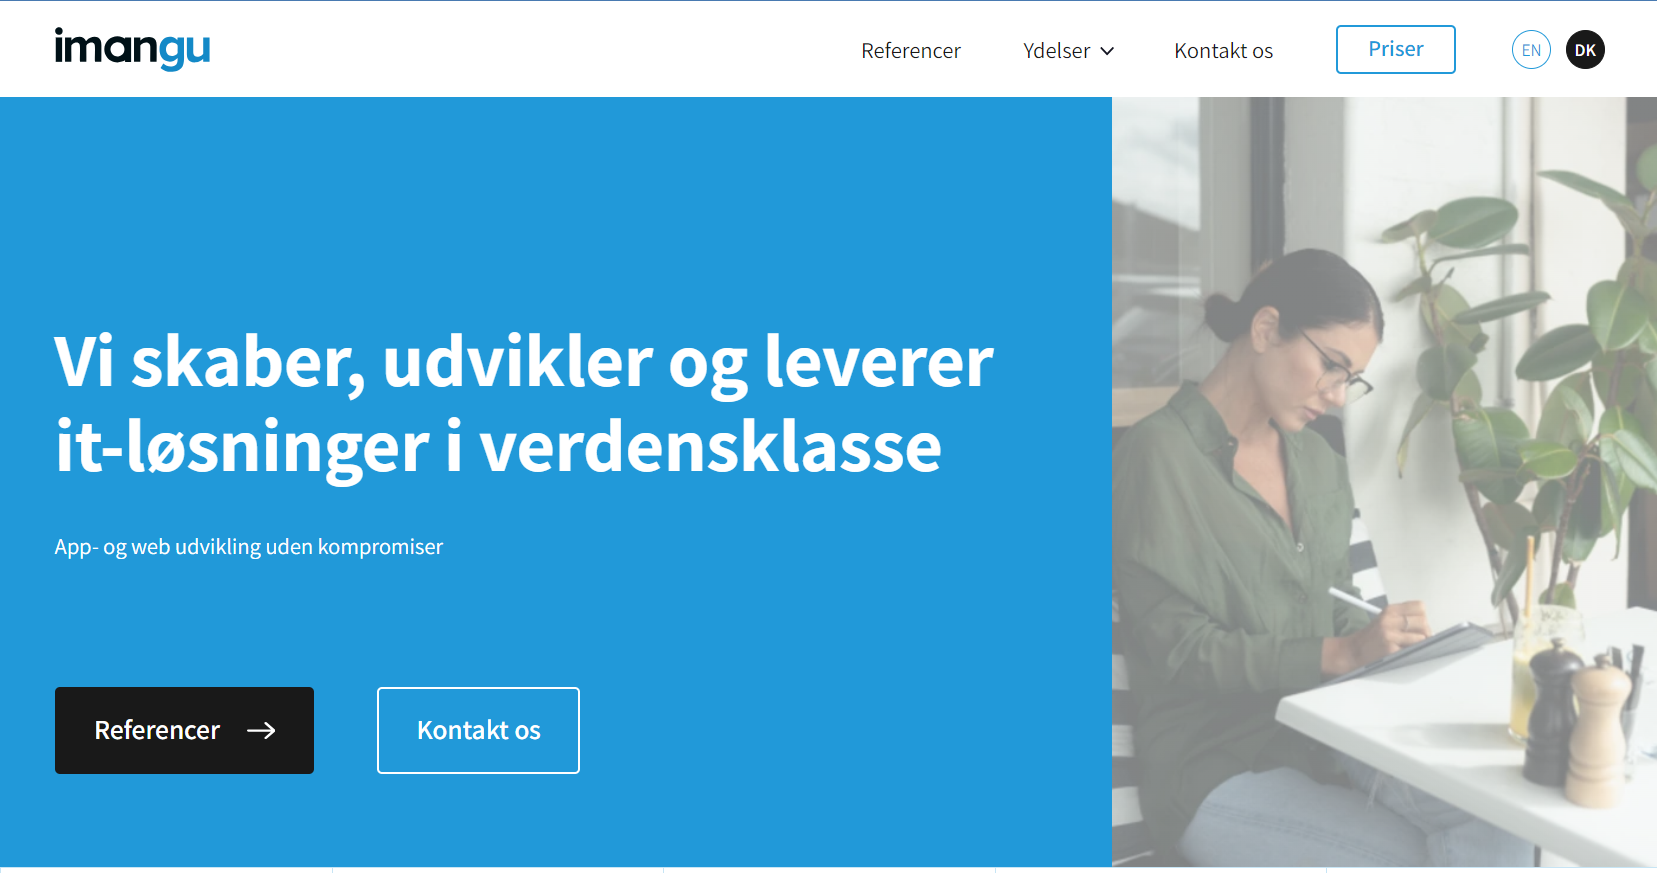 imangu
Referencer
Ydelser
Kontakt os
Priser
EN
DK
Vi skaber, udvikler og leverer
it-løsninger i verdensklasse
App- og web udvikling uden kompromiser
Referencer
Kontakt os